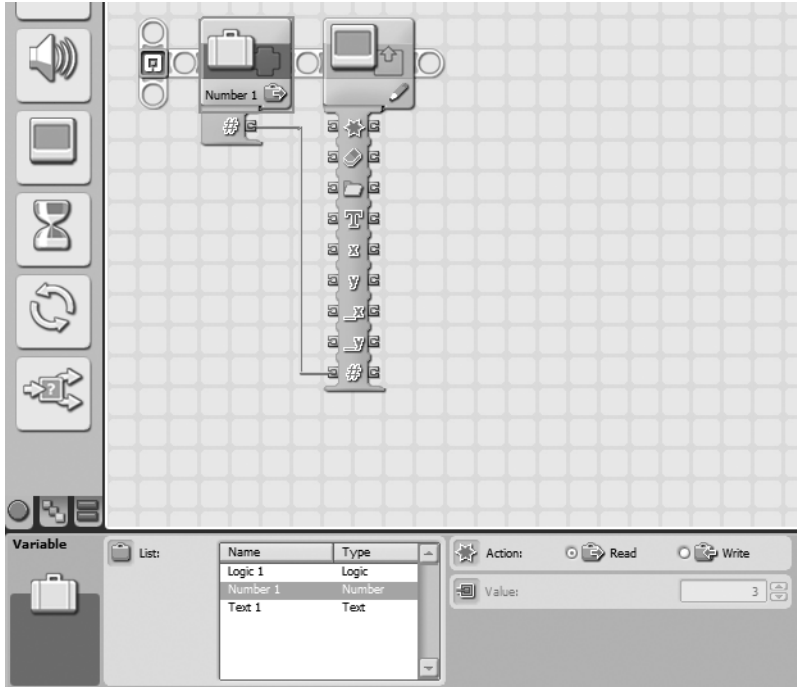 Number 1
#
T
x
y
_x
_y
#
?
Variable
List:
Name Type
Logic 1 Logic
Number 1 Number
Text 1 Text
Action: Read Write
Value: 3